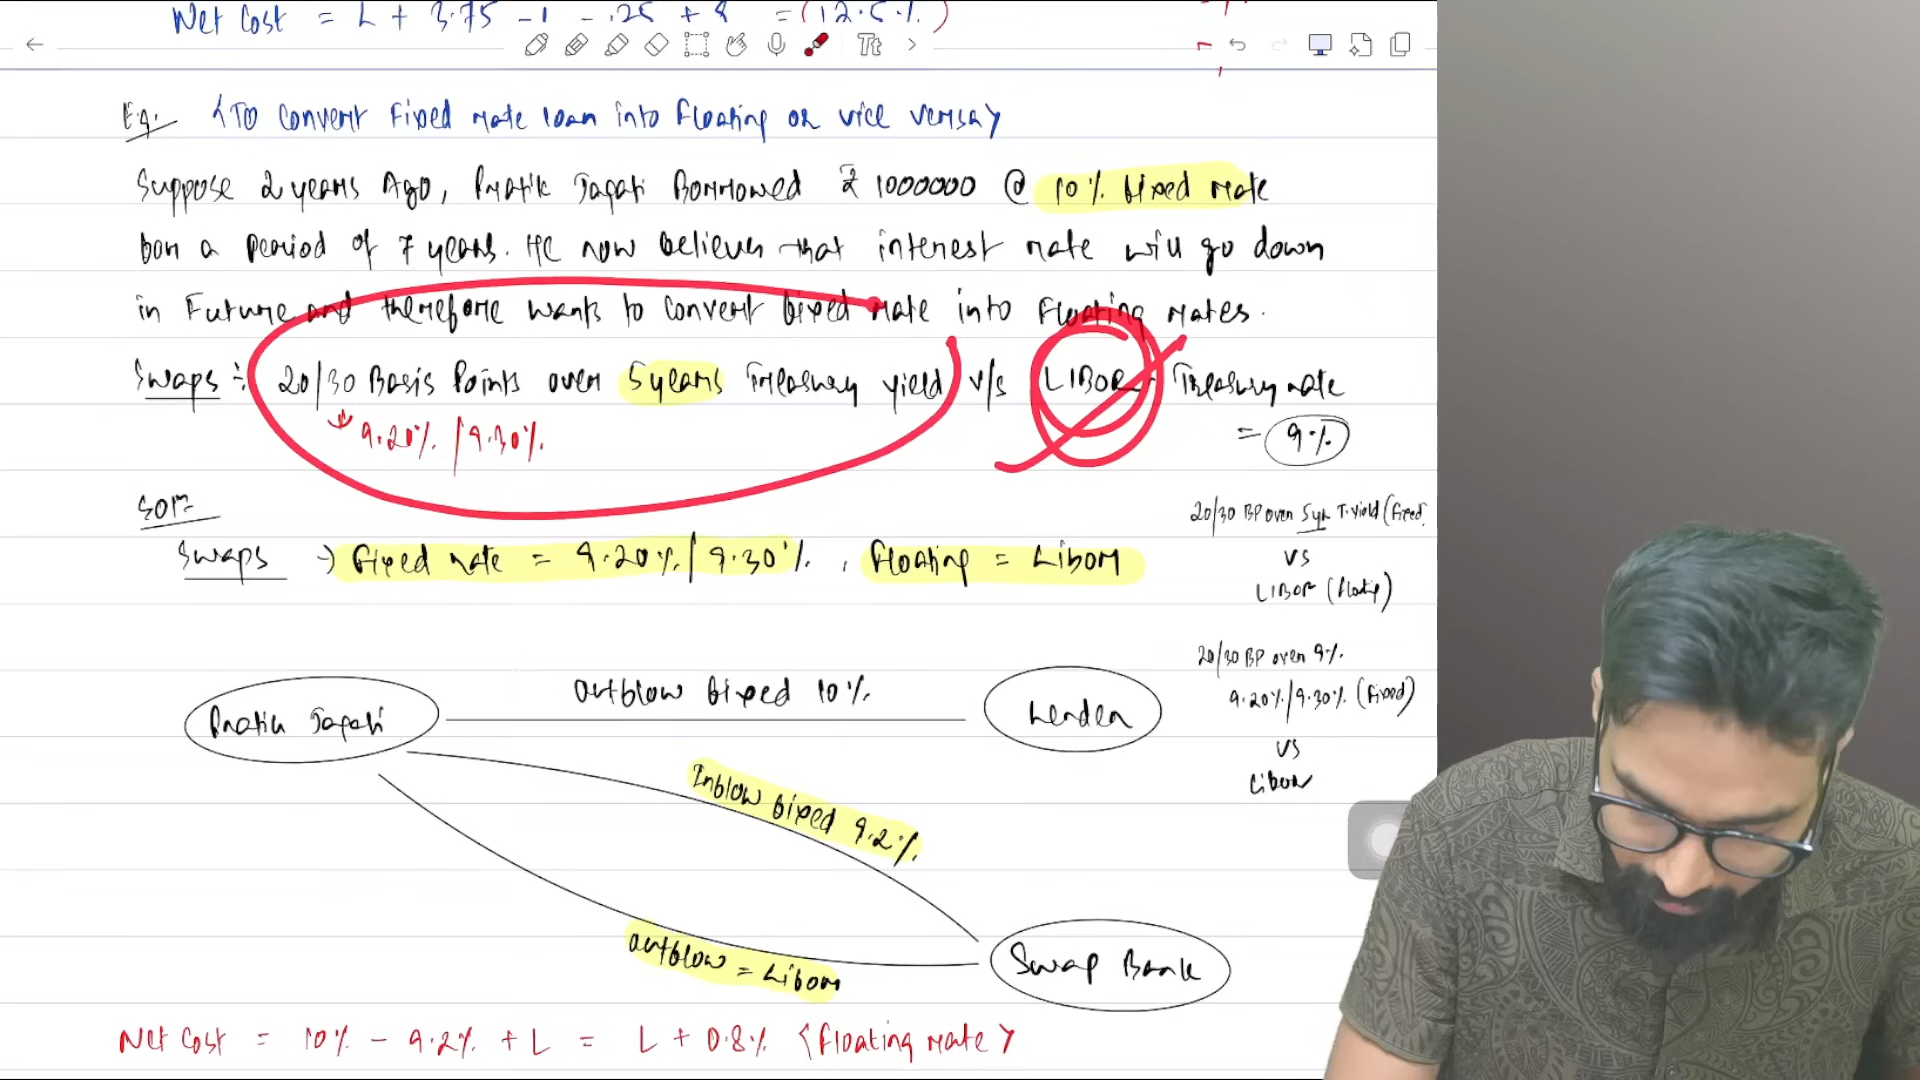 Net Cost = L + 3.75 - 1 - .25 + 8 = (12.5%)
Tt
Eg. <To convert Fixed rate loan into Floating or vice versa>
Suppose 2 years Ago, Pratik Jagati Borrowed ₹ 1000000 @ 10% fixed rate
for a period of 7 years. He now believes that interest rate will go down
in Future and therefore wants to convert fixed rate into Floating rates.
Swaps :- 20/30 Basis Points over 5 years Treasury yield v/s LIBOR. Treasury rate
9.20% / 9.30%
= 9%
Soln
20/30 BP over 5yr T.yield (Fixed
Swaps → Fixed rate = 9.20% / 9.30%, Floating = Libor
vs
LIBOR (Floating)
20/30 BP over 9%
Pratik Jagati
outflow fixed 10%
Lender
9.20% / 9.30% (Fixed)
vs
Libor
Inflow fixed 9.2%
outflow = Libor
Swap Bank
Net Cost = 10% - 9.2% + L = L + 0.8% <Floating rate>